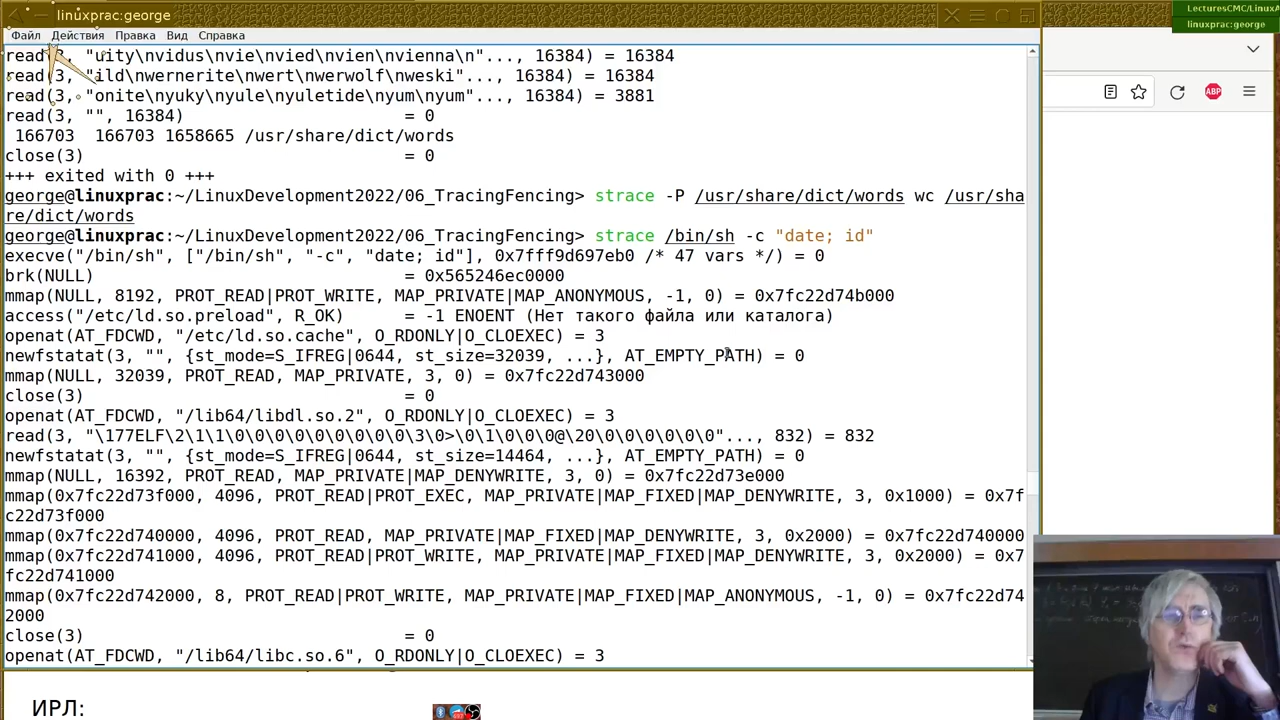 linuxprac:george
LecturesCMC/LinuxA
linuxprac:george
Файл Действия Правка Вид Справка
read(3, "uity\nvidus\nvie\nvied\nvien\nvienna\n"..., 16384) = 16384
read(3, "ild\nwernerite\nwert\nwerwolf\nweski"..., 16384) = 16384
read(3, "onite\nyuky\nyule\nyuletide\nyum\nyum"..., 16384) = 3881
read(3, "", 16384) = 0
166703 166703 1658665 /usr/share/dict/words
close(3) = 0
+++ exited with 0 +++
george@linuxprac:~/LinuxDevelopment2022/06_TracingFencing> strace -P /usr/share/dict/words wc /usr/sha
re/dict/words
george@linuxprac:~/LinuxDevelopment2022/06_TracingFencing> strace /bin/sh -c "date; id"
execve("/bin/sh", ["/bin/sh", "-c", "date; id"], 0x7fff9d697eb0 /* 47 vars */) = 0
brk(NULL) = 0x565246ec0000
mmap(NULL, 8192, PROT_READ|PROT_WRITE, MAP_PRIVATE|MAP_ANONYMOUS, -1, 0) = 0x7fc22d74b000
access("/etc/ld.so.preload", R_OK) = -1 ENOENT (Нет такого файла или каталога)
openat(AT_FDCWD, "/etc/ld.so.cache", O_RDONLY|O_CLOEXEC) = 3
newfstatat(3, "", {st_mode=S_IFREG|0644, st_size=32039, ...}, AT_EMPTY_PATH) = 0
mmap(NULL, 32039, PROT_READ, MAP_PRIVATE, 3, 0) = 0x7fc22d743000
close(3) = 0
openat(AT_FDCWD, "/lib64/libdl.so.2", O_RDONLY|O_CLOEXEC) = 3
read(3, "\177ELF\2\1\1\0\0\0\0\0\0\0\0\0\3\0>\0\1\0\0\0@\20\0\0\0\0\0\0"..., 832) = 832
newfstatat(3, "", {st_mode=S_IFREG|0644, st_size=14464, ...}, AT_EMPTY_PATH) = 0
mmap(NULL, 16392, PROT_READ, MAP_PRIVATE|MAP_DENYWRITE, 3, 0) = 0x7fc22d73e000
mmap(0x7fc22d73f000, 4096, PROT_READ|PROT_EXEC, MAP_PRIVATE|MAP_FIXED|MAP_DENYWRITE, 3, 0x1000) = 0x7f
c22d73f000
mmap(0x7fc22d740000, 4096, PROT_READ, MAP_PRIVATE|MAP_FIXED|MAP_DENYWRITE, 3, 0x2000) = 0x7fc22d740000
mmap(0x7fc22d741000, 4096, PROT_READ|PROT_WRITE, MAP_PRIVATE|MAP_FIXED|MAP_DENYWRITE, 3, 0x2000) = 0x7
fc22d741000
mmap(0x7fc22d742000, 8, PROT_READ|PROT_WRITE, MAP_PRIVATE|MAP_FIXED|MAP_ANONYMOUS, -1, 0) = 0x7fc22d74
2000
close(3) = 0
openat(AT_FDCWD, "/lib64/libc.so.6", O_RDONLY|O_CLOEXEC) = 3
ИРЛ:
ABP